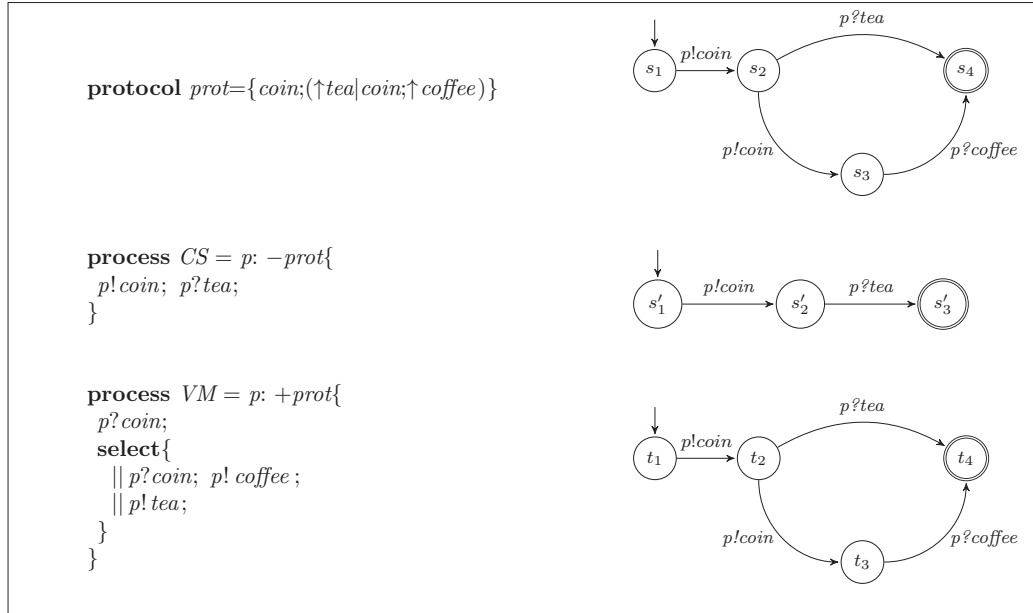 protocol prot={coin;(↑tea|coin;↑coffee)}
p!coin
p?tea
s1
s2
s4
p!coin
p?coffee
s3
process CS = p: −prot{
p!coin; p?tea;
}
p!coin
p?tea
s′1
s′2
s′3
process VM = p: +prot{
p?coin;
select{
|| p?coin; p! coffee ;
|| p! tea;
}
}
p!coin
p?tea
t1
t2
t4
p!coin
p?coffee
t3